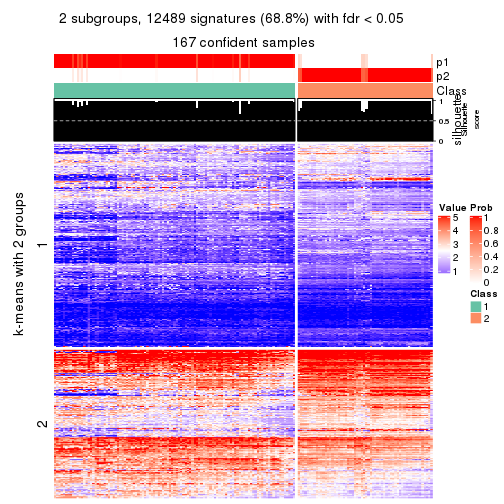 2 subgroups, 12489 signatures (68.8%) with fdr < 0.05
167 confident samples
p1
p2
Class
1
0.5
0
silhouette
Silhouette
score
k-means with 2 groups
1
2
Value
5
4
3
2
1
Prob
1
0.8
0.6
0.4
0.2
0
Class
1
2